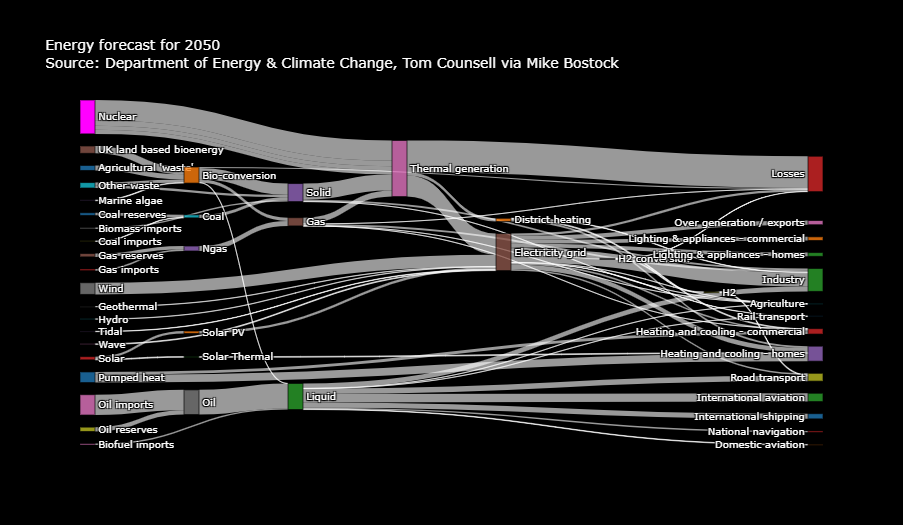 Energy forecast for 2050
Source: Department of Energy & Climate Change, Tom Counsell via Mike Bostock
Nuclear
UK land based bioenergy
Agricultural 'waste'
Other waste
Marine algae
Coal reserves
Biomass imports
Coal imports
Gas reserves
Gas imports
Wind
Geothermal
Hydro
Tidal
Wave
Solar
Pumped heat
Oil imports
Oil reserves
Biofuel imports
Bio-conversion
Coal
Ngas
Solar PV
Solar Thermal
Oil
Solid
Gas
Liquid
Thermal generation
District heating
Electricity grid
H2 conversion
H2
Losses
Over generation / exports
Lighting & appliances - commercial
Lighting & appliances - homes
Industry
Agriculture
Rail transport
Heating and cooling - commercial
Heating and cooling - homes
Road transport
International aviation
International shipping
National navigation
Domestic aviation